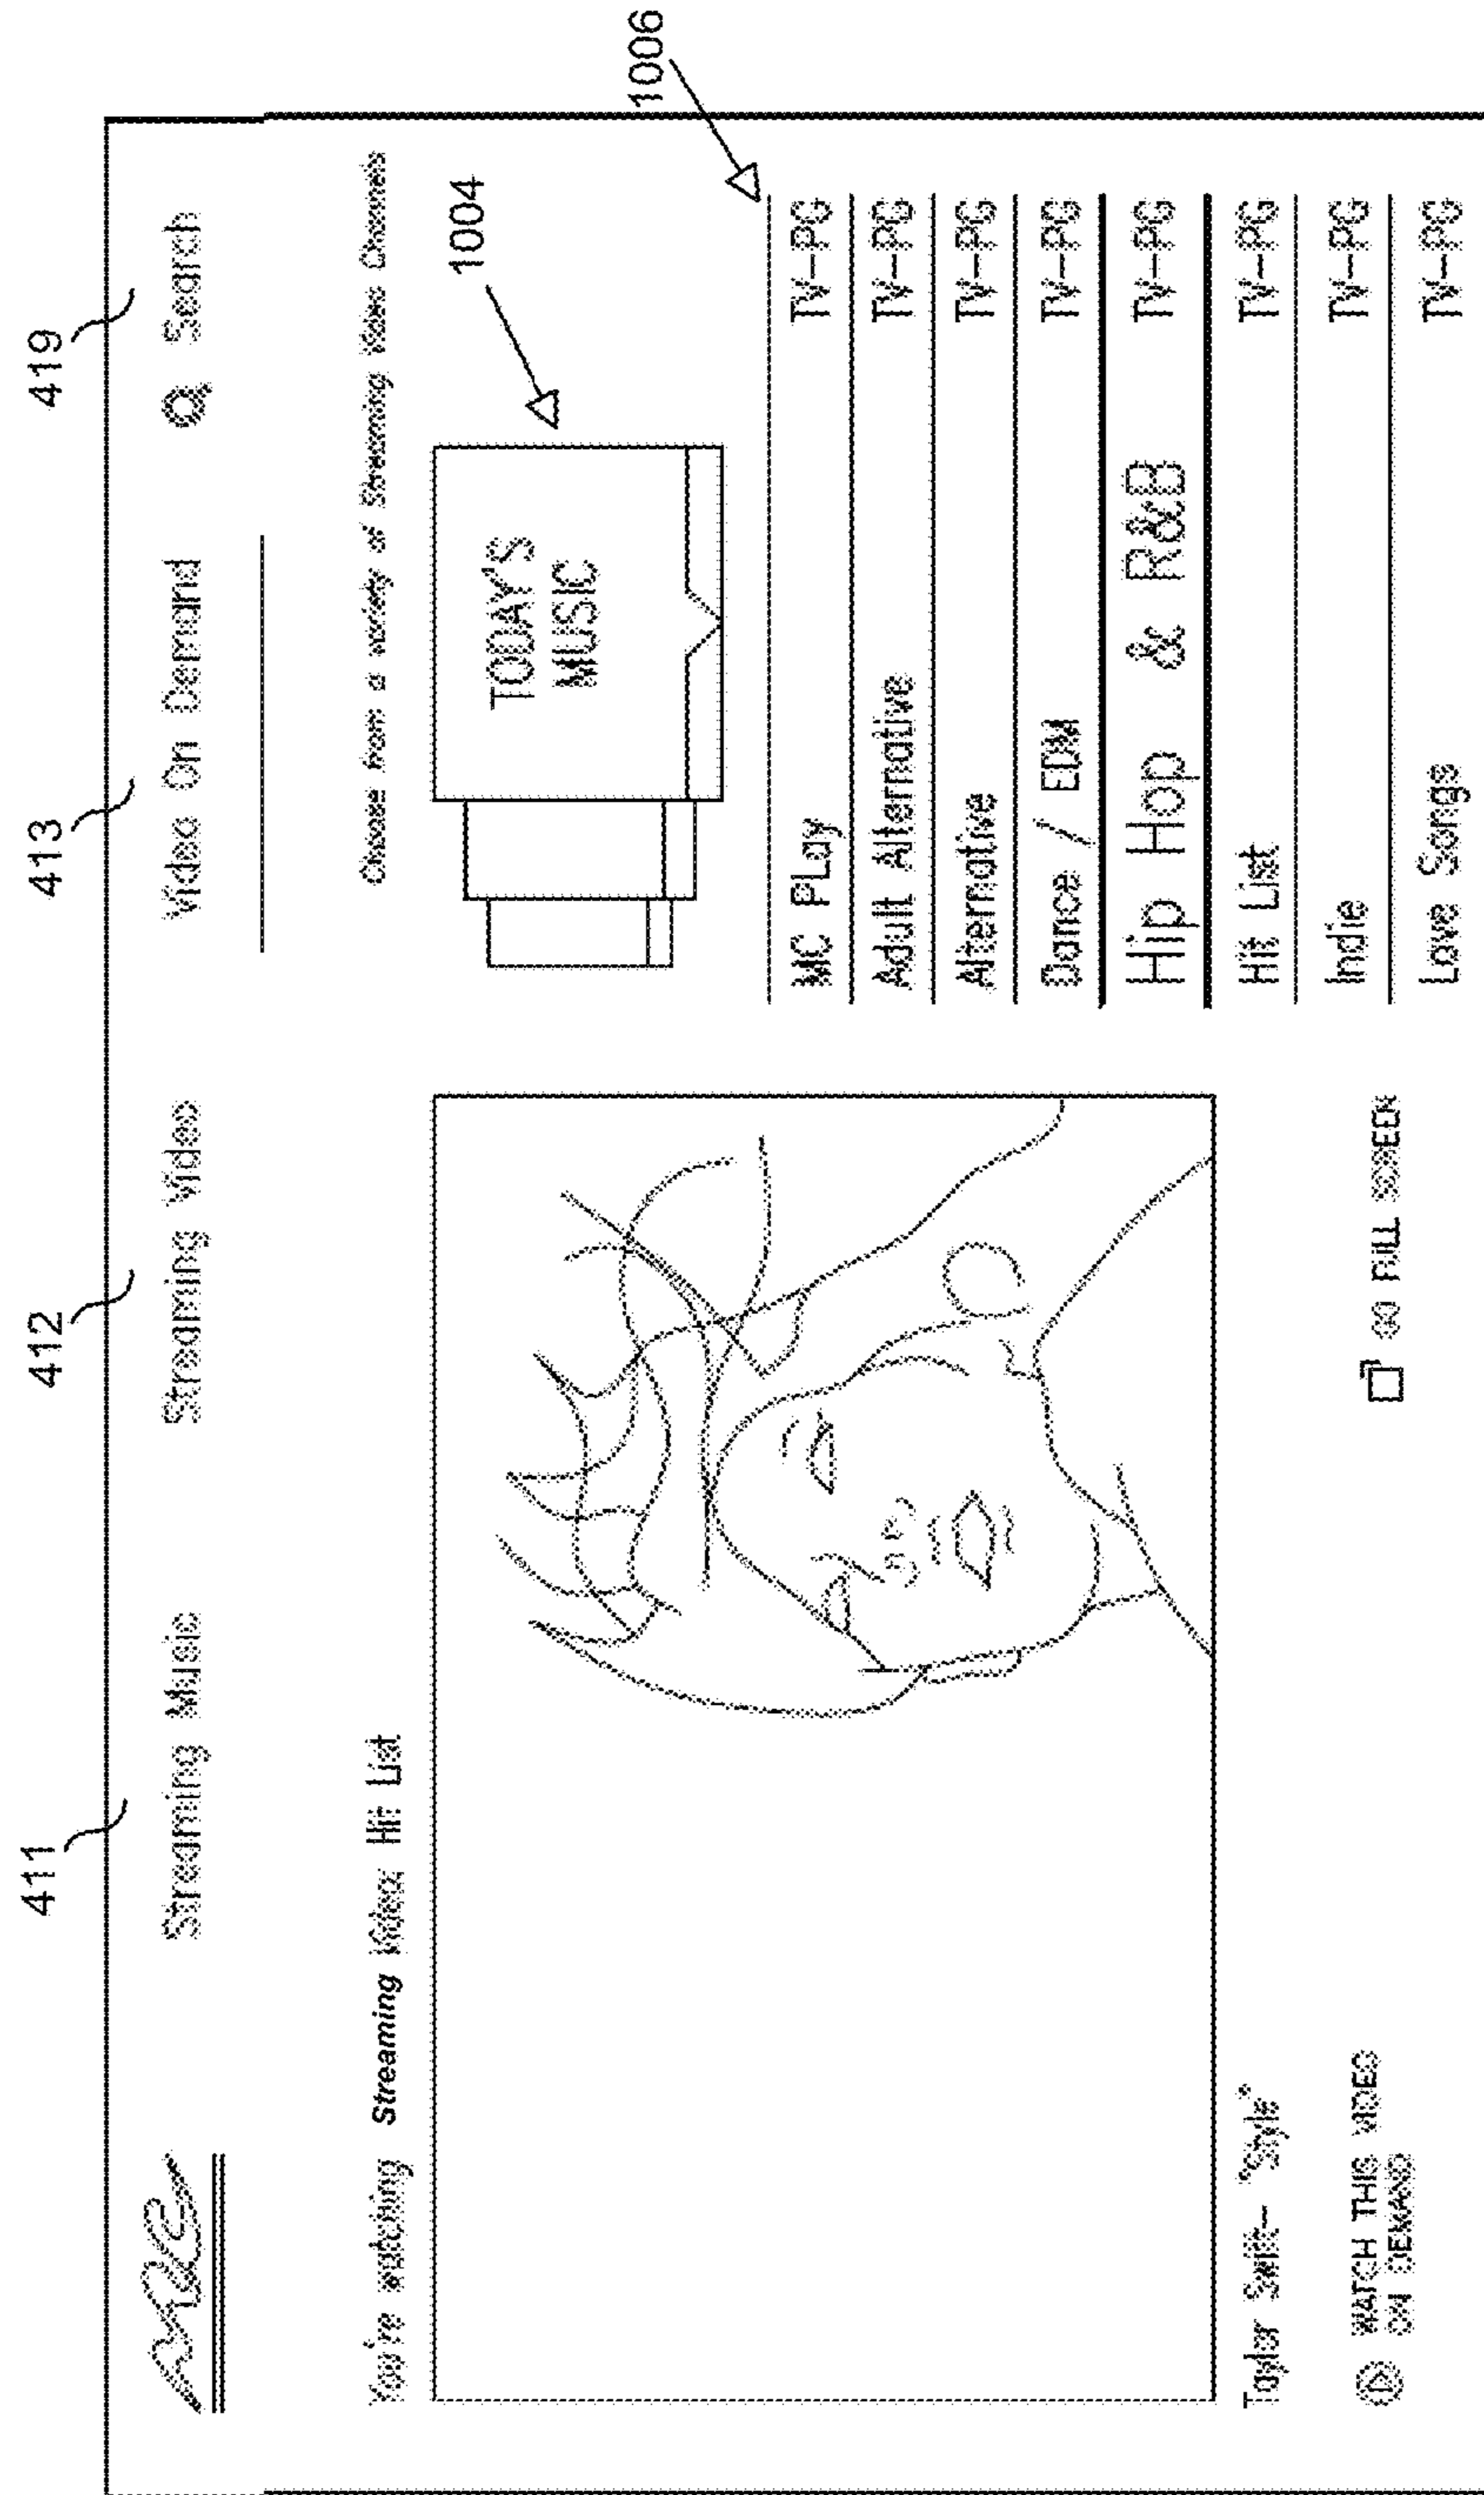 411 412 413 419
Streaming Music Streaming Video Video On Demand Search
You're watching Streaming Video: Hit List
Choose from a variety of Streaming Video Channels
1004
TODAY'S
MUSIC
1006
MC PLay TV-PG
Adult Alternative TV-PG
Alternative TV-PG
Dance / EDM TV-PG
Hip Hop & R&B TV-PG
Hit List TV-PG
Indie TV-PG
Love Songs TV-PG
Taylor Swift- "Style"
WATCH THIS VIDEO
ON DEMAND
FULL SCREEN